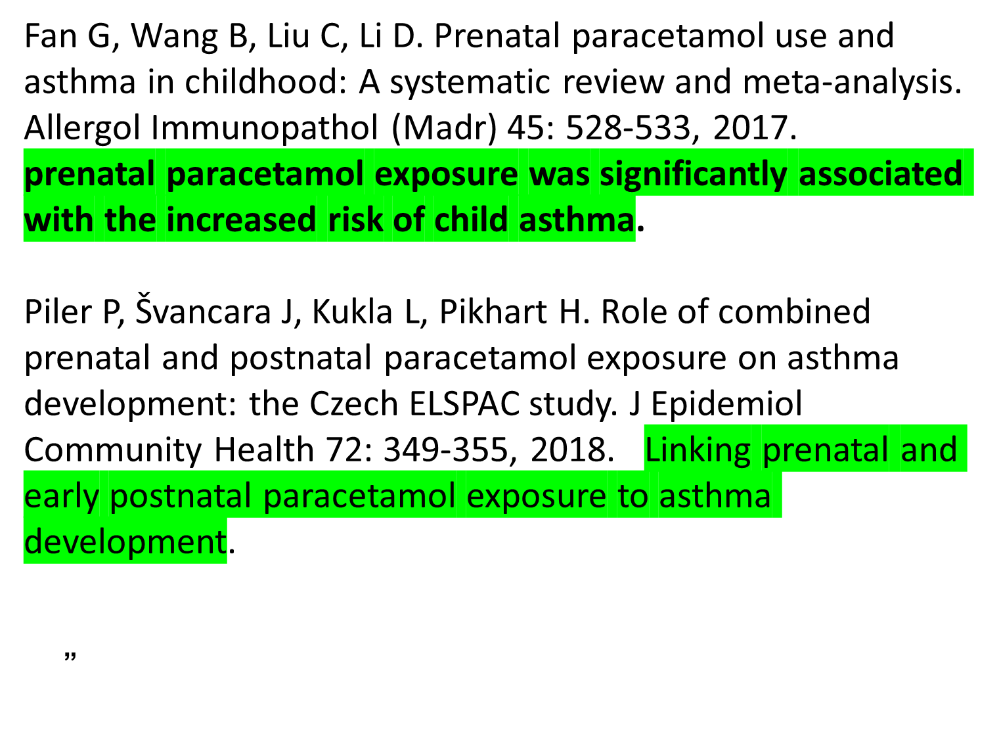 Fan G, Wang B, Liu C, Li D. Prenatal paracetamol use and
asthma in childhood: A systematic review and meta-analysis.
Allergol Immunopathol (Madr) 45: 528-533, 2017.
prenatal paracetamol exposure was significantly associated
with the increased risk of child asthma.
Piler P, Švancara J, Kukla L, Pikhart H. Role of combined
prenatal and postnatal paracetamol exposure on asthma
development: the Czech ELSPAC study. J Epidemiol
Community Health 72: 349-355, 2018. Linking prenatal and
early postnatal paracetamol exposure to asthma
development.
”